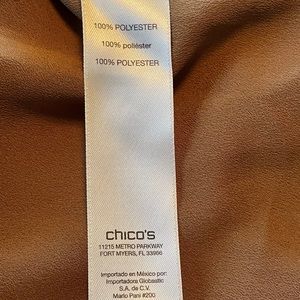 100% POLYESTER
100% poliéster
100% POLYESTER
chico's
11215 METRO PARKWAY
FORT MYERS, FL 33966
Importado en México por:
Importadora Globastic
S.A. de C.V.
Mario Pani #200